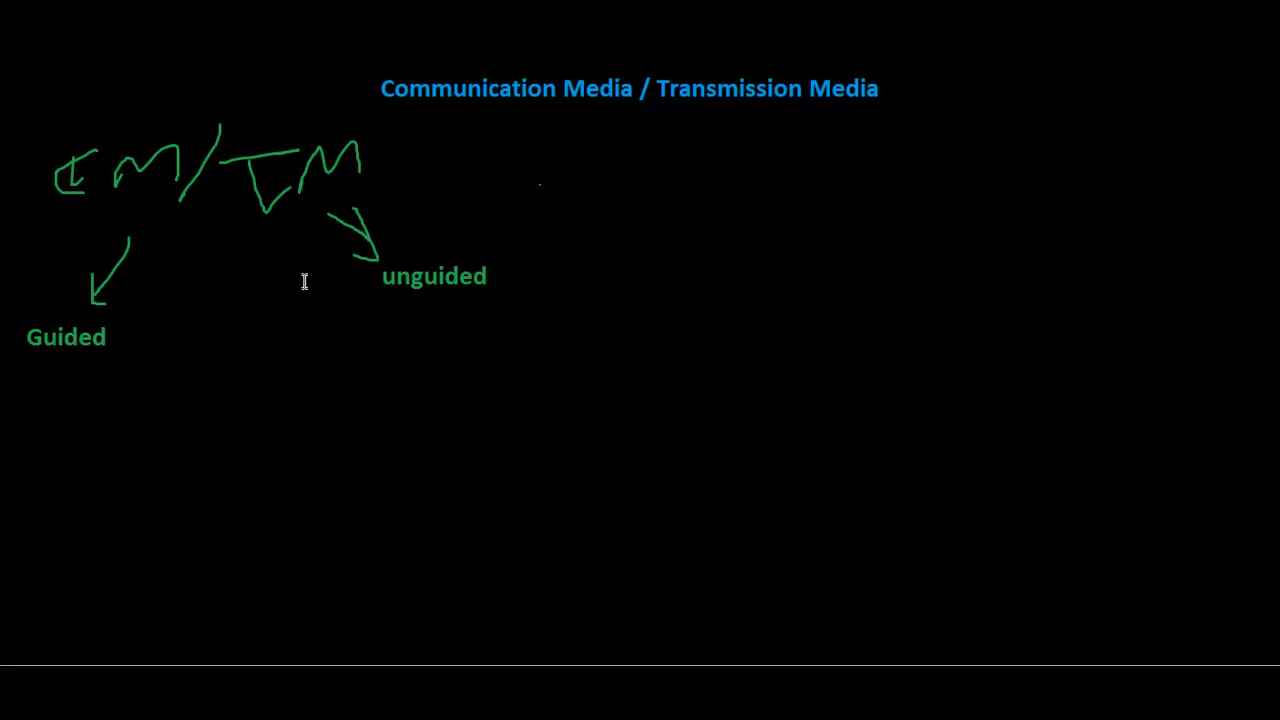 Communication Media / Transmission Media
CM/TM
unguided
Guided